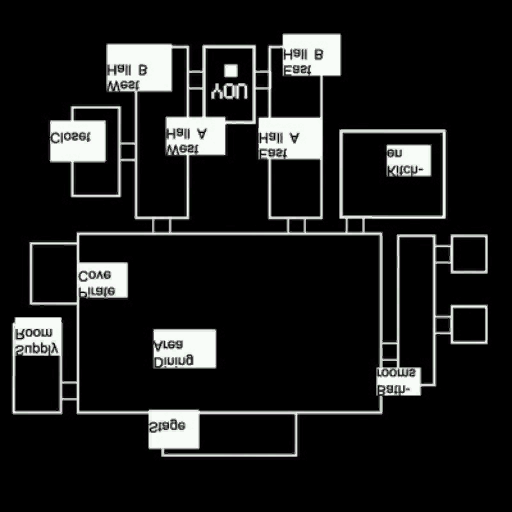 Stage
Bath-
rooms
Dining
Area
Supply
Room
Pirate
Cove
Kitch-
en
West
Hall A
East
Hall A
Closet
YOU
West
Hall B
East
Hall B